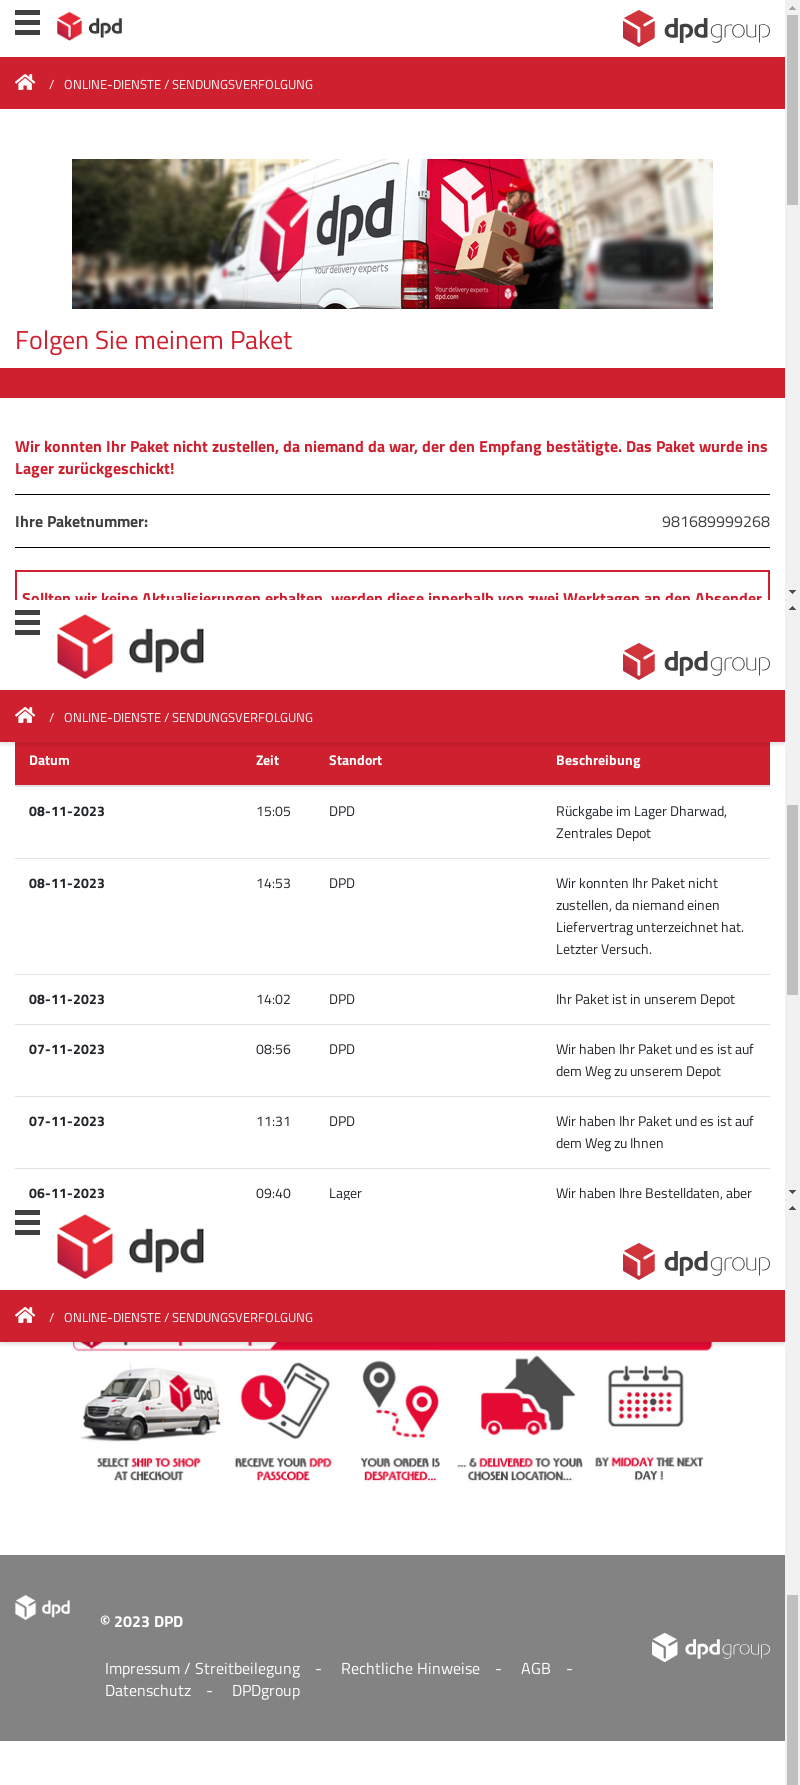 dpd
dpdgroup
/ ONLINE-DIENSTE / SENDUNGSVERFOLGUNG
dpd
Your delivery experts
Your delivery experts
dpd.com
Folgen Sie meinem Paket
Wir konnten Ihr Paket nicht zustellen, da niemand da war, der den Empfang bestätigte. Das Paket wurde ins
Lager zurückgeschickt!
Ihre Paketnummer: 981689999268
Sollten wir keine Aktualisierungen erhalten, werden diese innerhalb von zwei Werktagen an den Absender
dpd
dpdgroup
/ ONLINE-DIENSTE / SENDUNGSVERFOLGUNG
Datum Zeit Standort Beschreibung
08-11-2023 15:05 DPD Rückgabe im Lager Dharwad,
Zentrales Depot
08-11-2023 14:53 DPD Wir konnten Ihr Paket nicht
zustellen, da niemand einen
Liefervertrag unterzeichnet hat.
Letzter Versuch.
08-11-2023 14:02 DPD Ihr Paket ist in unserem Depot
07-11-2023 08:56 DPD Wir haben Ihr Paket und es ist auf
dem Weg zu unserem Depot
07-11-2023 11:31 DPD Wir haben Ihr Paket und es ist auf
dem Weg zu Ihnen
06-11-2023 09:40 Lager Wir haben Ihre Bestelldaten, aber
dpd
dpdgroup
/ ONLINE-DIENSTE / SENDUNGSVERFOLGUNG
dpd
SELECT SHIP TO SHOP
AT CHECKOUT
RECEIVE YOUR DPD
PASSCODE
YOUR ORDER IS
DESPATCHED...
... & DELIVERED TO YOUR
CHOSEN LOCATION...
BY MIDDAY THE NEXT
DAY !
dpd
© 2023 DPD
dpdgroup
Impressum / Streitbeilegung - Rechtliche Hinweise - AGB -
Datenschutz - DPDgroup